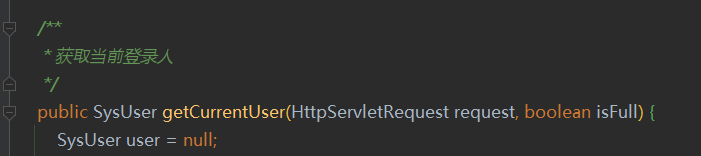 /**
* 获取当前登录人
*/
public SysUser getCurrentUser(HttpServletRequest request, boolean isFull) {
SysUser user = null;